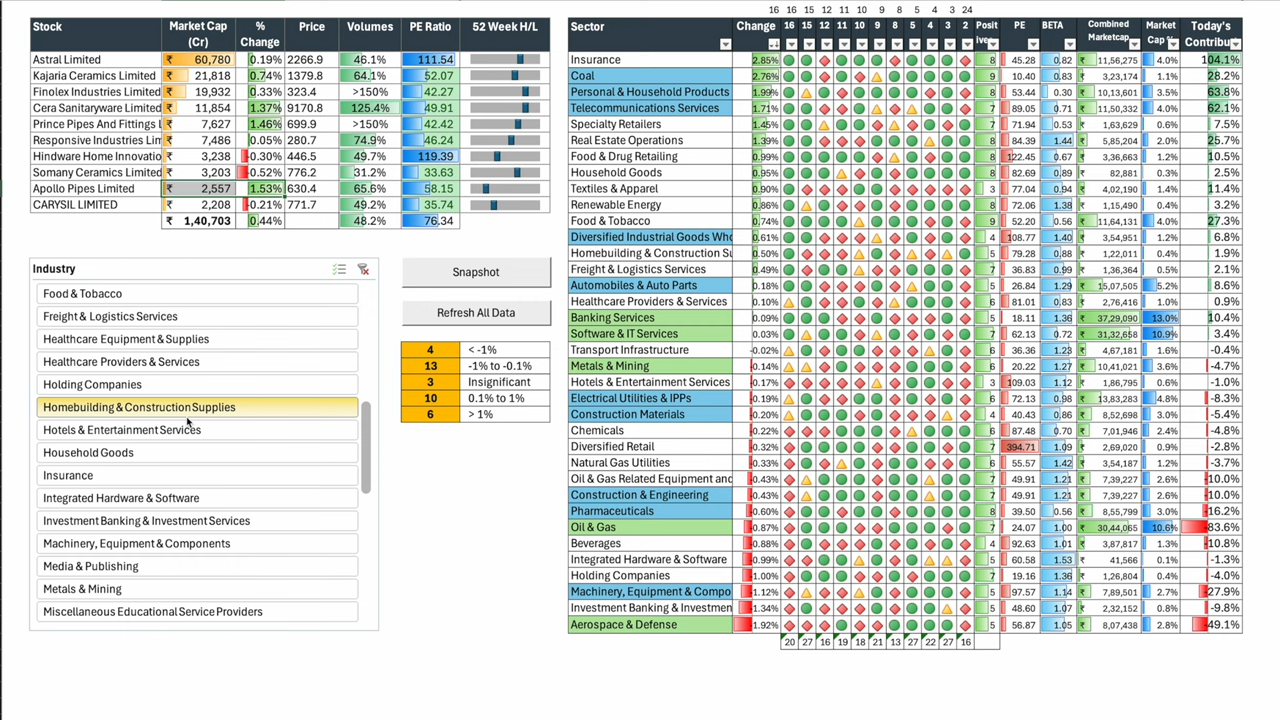 Stock Market Cap (Cr) % Change Price Volumes PE Ratio 52 Week H/L
Astral Limited ₹ 60,780 0.19% 2266.9 46.1% 111.54
Kajaria Ceramics Limited ₹ 21,818 0.74% 1379.8 64.1% 52.07
Finolex Industries Limited ₹ 19,932 0.33% 323.4 >150% 42.27
Cera Sanitaryware Limited ₹ 11,854 1.37% 9170.8 125.4% 49.91
Prince Pipes And Fittings L ₹ 7,627 1.46% 699.9 >150% 42.42
Responsive Industries Lim ₹ 7,486 0.05% 280.7 74.9% 46.24
Hindware Home Innovatio ₹ 3,238 -0.30% 446.5 49.7% 119.39
Somany Ceramics Limited ₹ 3,203 -0.52% 776.2 31.2% 33.63
Apollo Pipes Limited ₹ 2,557 1.53% 630.4 65.6% 58.15
CARYSIL LIMITED ₹ 2,208 -0.21% 771.7 49.2% 35.74
₹ 1,40,703 0.44% 48.2% 76.34
Industry
Food & Tobacco
Freight & Logistics Services
Healthcare Equipment & Supplies
Healthcare Providers & Services
Holding Companies
Homebuilding & Construction Supplies
Hotels & Entertainment Services
Household Goods
Insurance
Integrated Hardware & Software
Investment Banking & Investment Services
Machinery, Equipment & Components
Media & Publishing
Metals & Mining
Miscellaneous Educational Service Providers
Snapshot
Refresh All Data
4 < -1%
13 -1% to -0.1%
3 Insignificant
10 0.1% to 1%
6 > 1%
16 16 15 12 11 10 9 8 5 4 3 24
Sector Change 16 15 12 11 10 9 8 5 4 3 2 Posit ives PE BETA Combined Marketcap Market Cap % Today's Contribu
Insurance 2.85% 8 45.28 0.82 ₹ 11,56,275 4.0% 104.1%
Coal 2.76% 9 10.40 0.83 ₹ 3,23,174 1.1% 28.2%
Personal & Household Products 1.99% 8 53.44 0.30 ₹ 10,13,601 3.5% 63.8%
Telecommunications Services 1.71% 7 89.05 0.71 ₹ 11,50,332 4.0% 62.1%
Specialty Retailers 1.45% 7 71.94 0.53 ₹ 1,63,629 0.6% 7.5%
Real Estate Operations 1.39% 8 84.39 1.44 ₹ 5,85,204 2.0% 25.7%
Food & Drug Retailing 0.99% 8 122.45 0.67 ₹ 3,36,663 1.2% 10.5%
Household Goods 0.95% 8 82.69 0.89 ₹ 82,881 0.3% 2.5%
Textiles & Apparel 0.90% 3 77.04 0.94 ₹ 4,02,190 1.4% 11.4%
Renewable Energy 0.86% 8 72.06 1.38 ₹ 1,15,490 0.4% 3.2%
Food & Tobacco 0.74% 9 52.20 0.56 ₹ 11,64,131 4.0% 27.3%
Diversified Industrial Goods Who 0.61% 4 108.77 1.40 ₹ 3,54,951 1.2% 6.8%
Homebuilding & Construction Su 0.50% 5 79.28 0.88 ₹ 1,22,011 0.4% 1.9%
Freight & Logistics Services 0.49% 7 36.83 0.99 ₹ 1,36,364 0.5% 2.1%
Automobiles & Auto Parts 0.18% 6 26.84 1.29 ₹ 15,07,505 5.2% 8.6%
Healthcare Providers & Services 0.10% 6 81.01 0.83 ₹ 2,76,416 1.0% 0.9%
Banking Services 0.09% 5 18.11 1.36 ₹ 37,29,090 13.0% 10.4%
Software & IT Services 0.03% 7 62.13 0.72 ₹ 31,32,658 10.9% 3.4%
Transport Infrastructure -0.02% 6 36.36 1.23 ₹ 4,67,181 1.6% -0.4%
Metals & Mining -0.14% 6 20.22 1.27 ₹ 10,41,021 3.6% -4.7%
Hotels & Entertainment Services -0.17% 3 109.03 1.12 ₹ 1,86,795 0.6% -1.0%
Electrical Utilities & IPPs -0.19% 6 72.13 0.98 ₹ 13,83,283 4.8% -8.3%
Construction Materials -0.20% 4 40.43 0.86 ₹ 8,52,698 3.0% -5.4%
Chemicals -0.22% 6 87.48 0.70 ₹ 7,01,946 2.4% -4.8%
Diversified Retail -0.32% 7 394.71 1.09 ₹ 2,69,020 0.9% -2.8%
Natural Gas Utilities -0.33% 6 55.57 1.42 ₹ 3,54,187 1.2% -3.7%
Oil & Gas Related Equipment and -0.43% 7 49.91 1.21 ₹ 7,39,227 2.6% -10.0%
Construction & Engineering -0.43% 7 49.91 1.21 ₹ 7,39,227 2.6% -10.0%
Pharmaceuticals -0.60% 8 39.50 0.56 ₹ 8,55,799 3.0% -16.2%
Oil & Gas -0.87% 7 24.07 1.00 ₹ 30,44,065 10.6% -83.6%
Beverages -0.88% 4 92.63 1.01 ₹ 3,87,817 1.3% -10.8%
Integrated Hardware & Software -0.99% 5 60.58 1.53 ₹ 41,566 0.1% -1.3%
Holding Companies -1.00% 7 19.16 1.36 ₹ 1,26,804 0.4% -4.0%
Machinery, Equipment & Compo -1.12% 5 97.57 1.14 ₹ 7,89,501 2.7% -27.9%
Investment Banking & Investmen -1.34% 5 48.60 1.07 ₹ 2,32,152 0.8% -9.8%
Aerospace & Defense -1.92% 5 56.87 1.05 ₹ 8,07,438 2.8% -49.1%
20 27 16 19 18 21 13 27 22 27 16